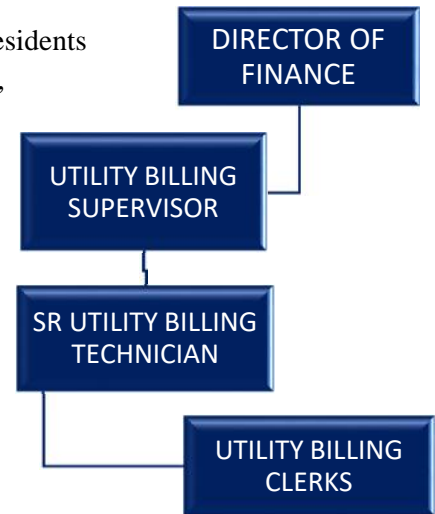 esidents
,
DIRECTOR OF
FINANCE
UTILITY BILLING
SUPERVISOR
SR UTILITY BILLING
TECHNICIAN
UTILITY BILLING
CLERKS